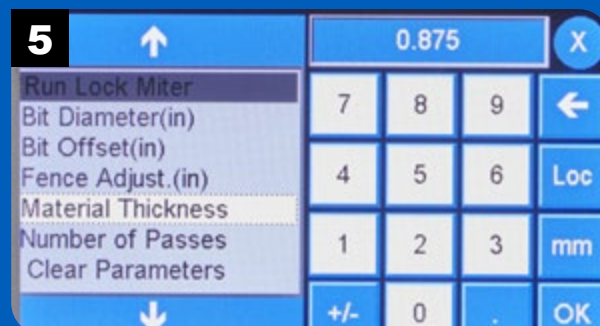 5
0.875
X
Run Lock Miter
Bit Diameter(in)
Bit Offset(in)
Fence Adjust.(in)
Material Thickness
Number of Passes
Clear Parameters
7 8 9
4 5 6 Loc
1 2 3 mm
+/- 0 . OK